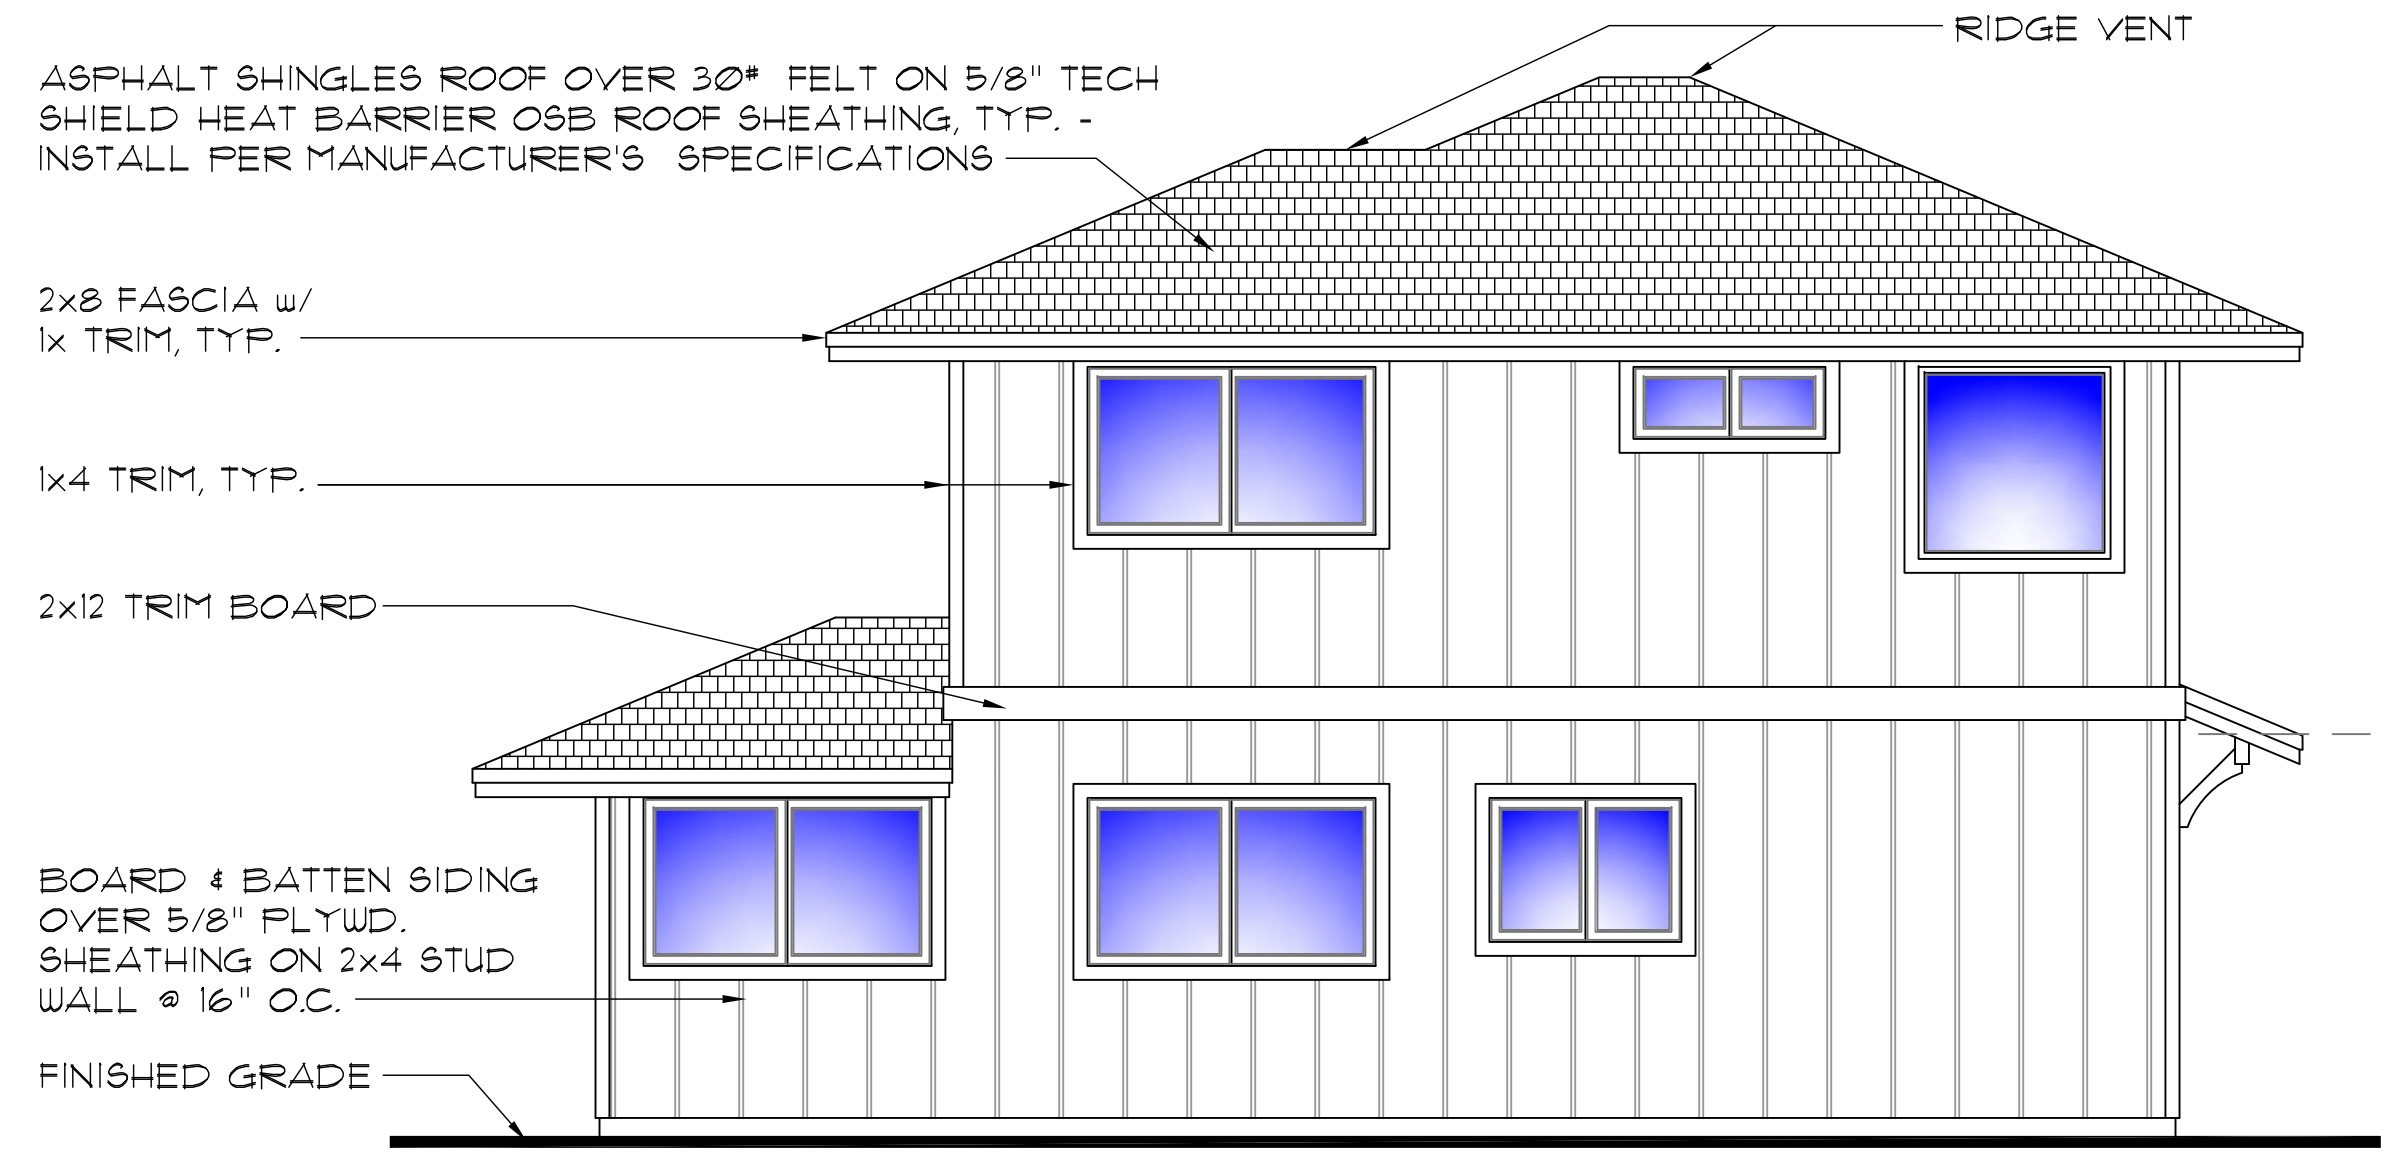 RIDGE VENT
ASPHALT SHINGLES ROOF OVER 30# FELT ON 5/8" TECH
SHIELD HEAT BARRIER OSB ROOF SHEATHING, TYP. -
INSTALL PER MANUFACTURER'S SPECIFICATIONS
2x8 FASCIA w/
1x TRIM, TYP.
1x4 TRIM, TYP.
2x12 TRIM BOARD
BOARD & BATTEN SIDING
OVER 5/8" PLYWD.
SHEATHING ON 2x4 STUD
WALL @ 16" O.C.
FINISHED GRADE